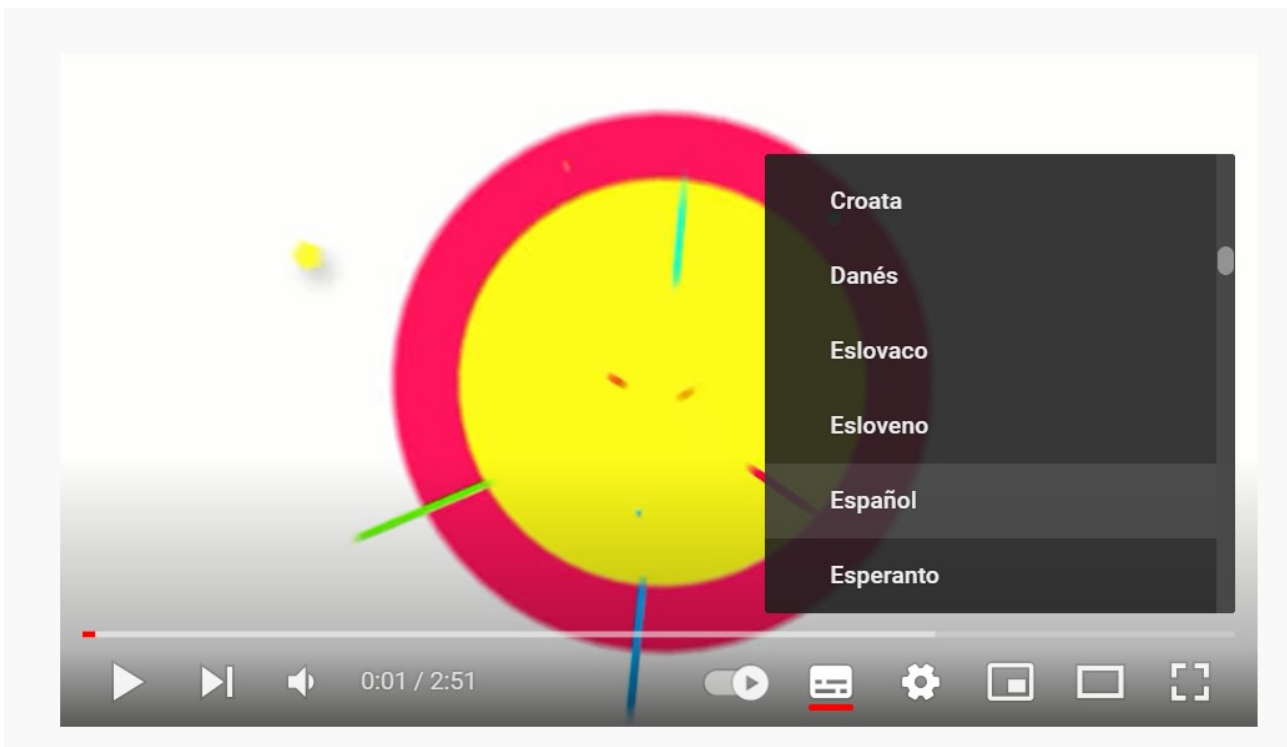 Croata
Danés
Eslovaco
Esloveno
Español
Esperanto
0:01 / 2:51